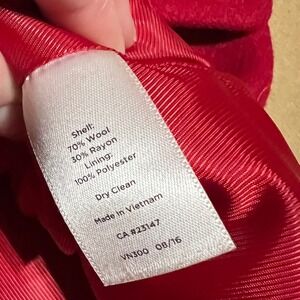 Shell:
70% Wool
30% Rayon
Lining:
100% Polyester
Dry Clean
Made in Vietnam
CA #23147
VN300 08/16